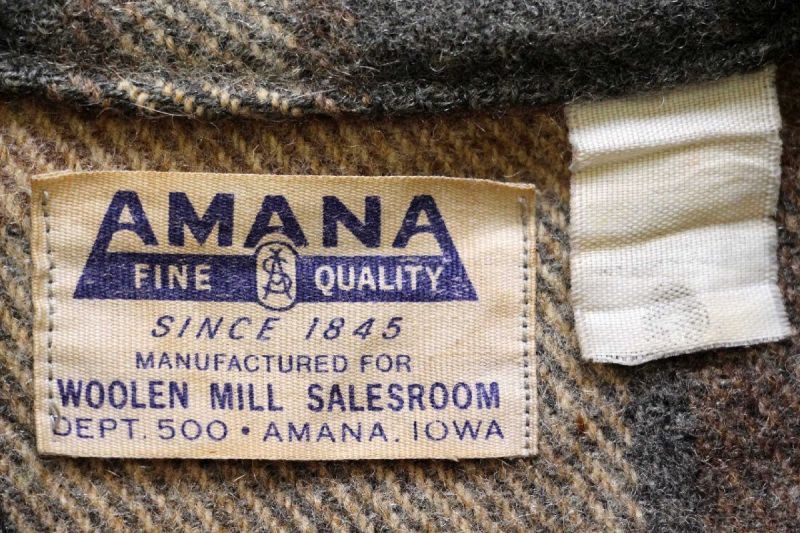 AMANA
FINE QUALITY
SINCE 1845
MANUFACTURED FOR
WOOLEN MILL SALESROOM
DEPT. 500 • AMANA, IOWA